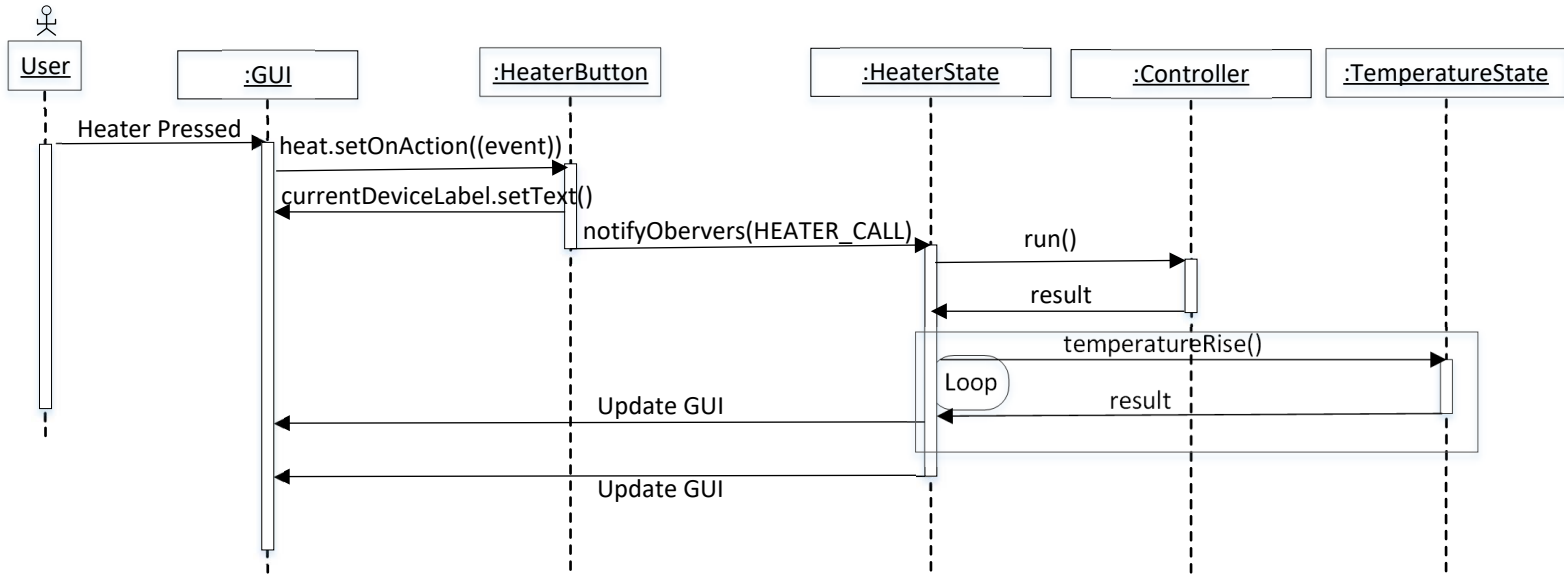 User
:GUI
:HeaterButton
:HeaterState
:Controller
:TemperatureState
Heater Pressed
heat.setOnAction((event))
currentDeviceLabel.setText()
notifyObervers(HEATER_CALL)
run()
result
temperatureRise()
Loop
result
Update GUI
Update GUI